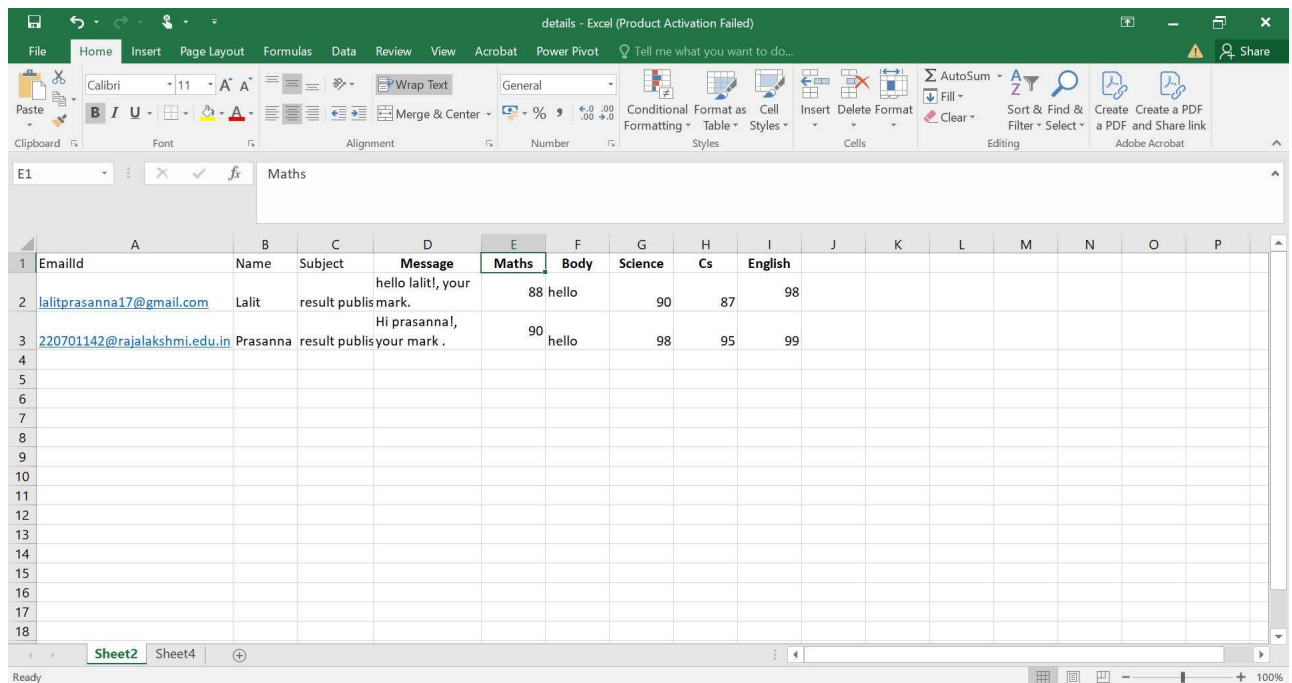 details - Excel (Product Activation Failed)
File Home Insert Page Layout Formulas Data Review View Acrobat Power Pivot Tell me what you want to do... Share
Paste Calibri 11 A A Wrap Text General Conditional Format as Cell Insert Delete Format AutoSum Sort & Find & Create Create a PDF
B I U A Merge & Center % , .0 .00 .00 .0 Formatting Table Styles Fill Clear Filter Select a PDF and Share link
Clipboard Font Alignment Number Styles Cells Editing Adobe Acrobat
E1 fx Maths
A B C D E F G H I J K L M N O P
1 EmailId Name Subject Message Maths Body Science Cs English
2 lalitprasanna17@gmail.com Lalit result publis hello lalit!, your mark. 88 hello 90 87 98
3 220701142@rajalakshmi.edu.in Prasanna result publis Hi prasanna!, your mark . 90 hello 98 95 99
4
5
6
7
8
9
10
11
12
13
14
15
16
17
18
Sheet2 Sheet4
Ready 100%